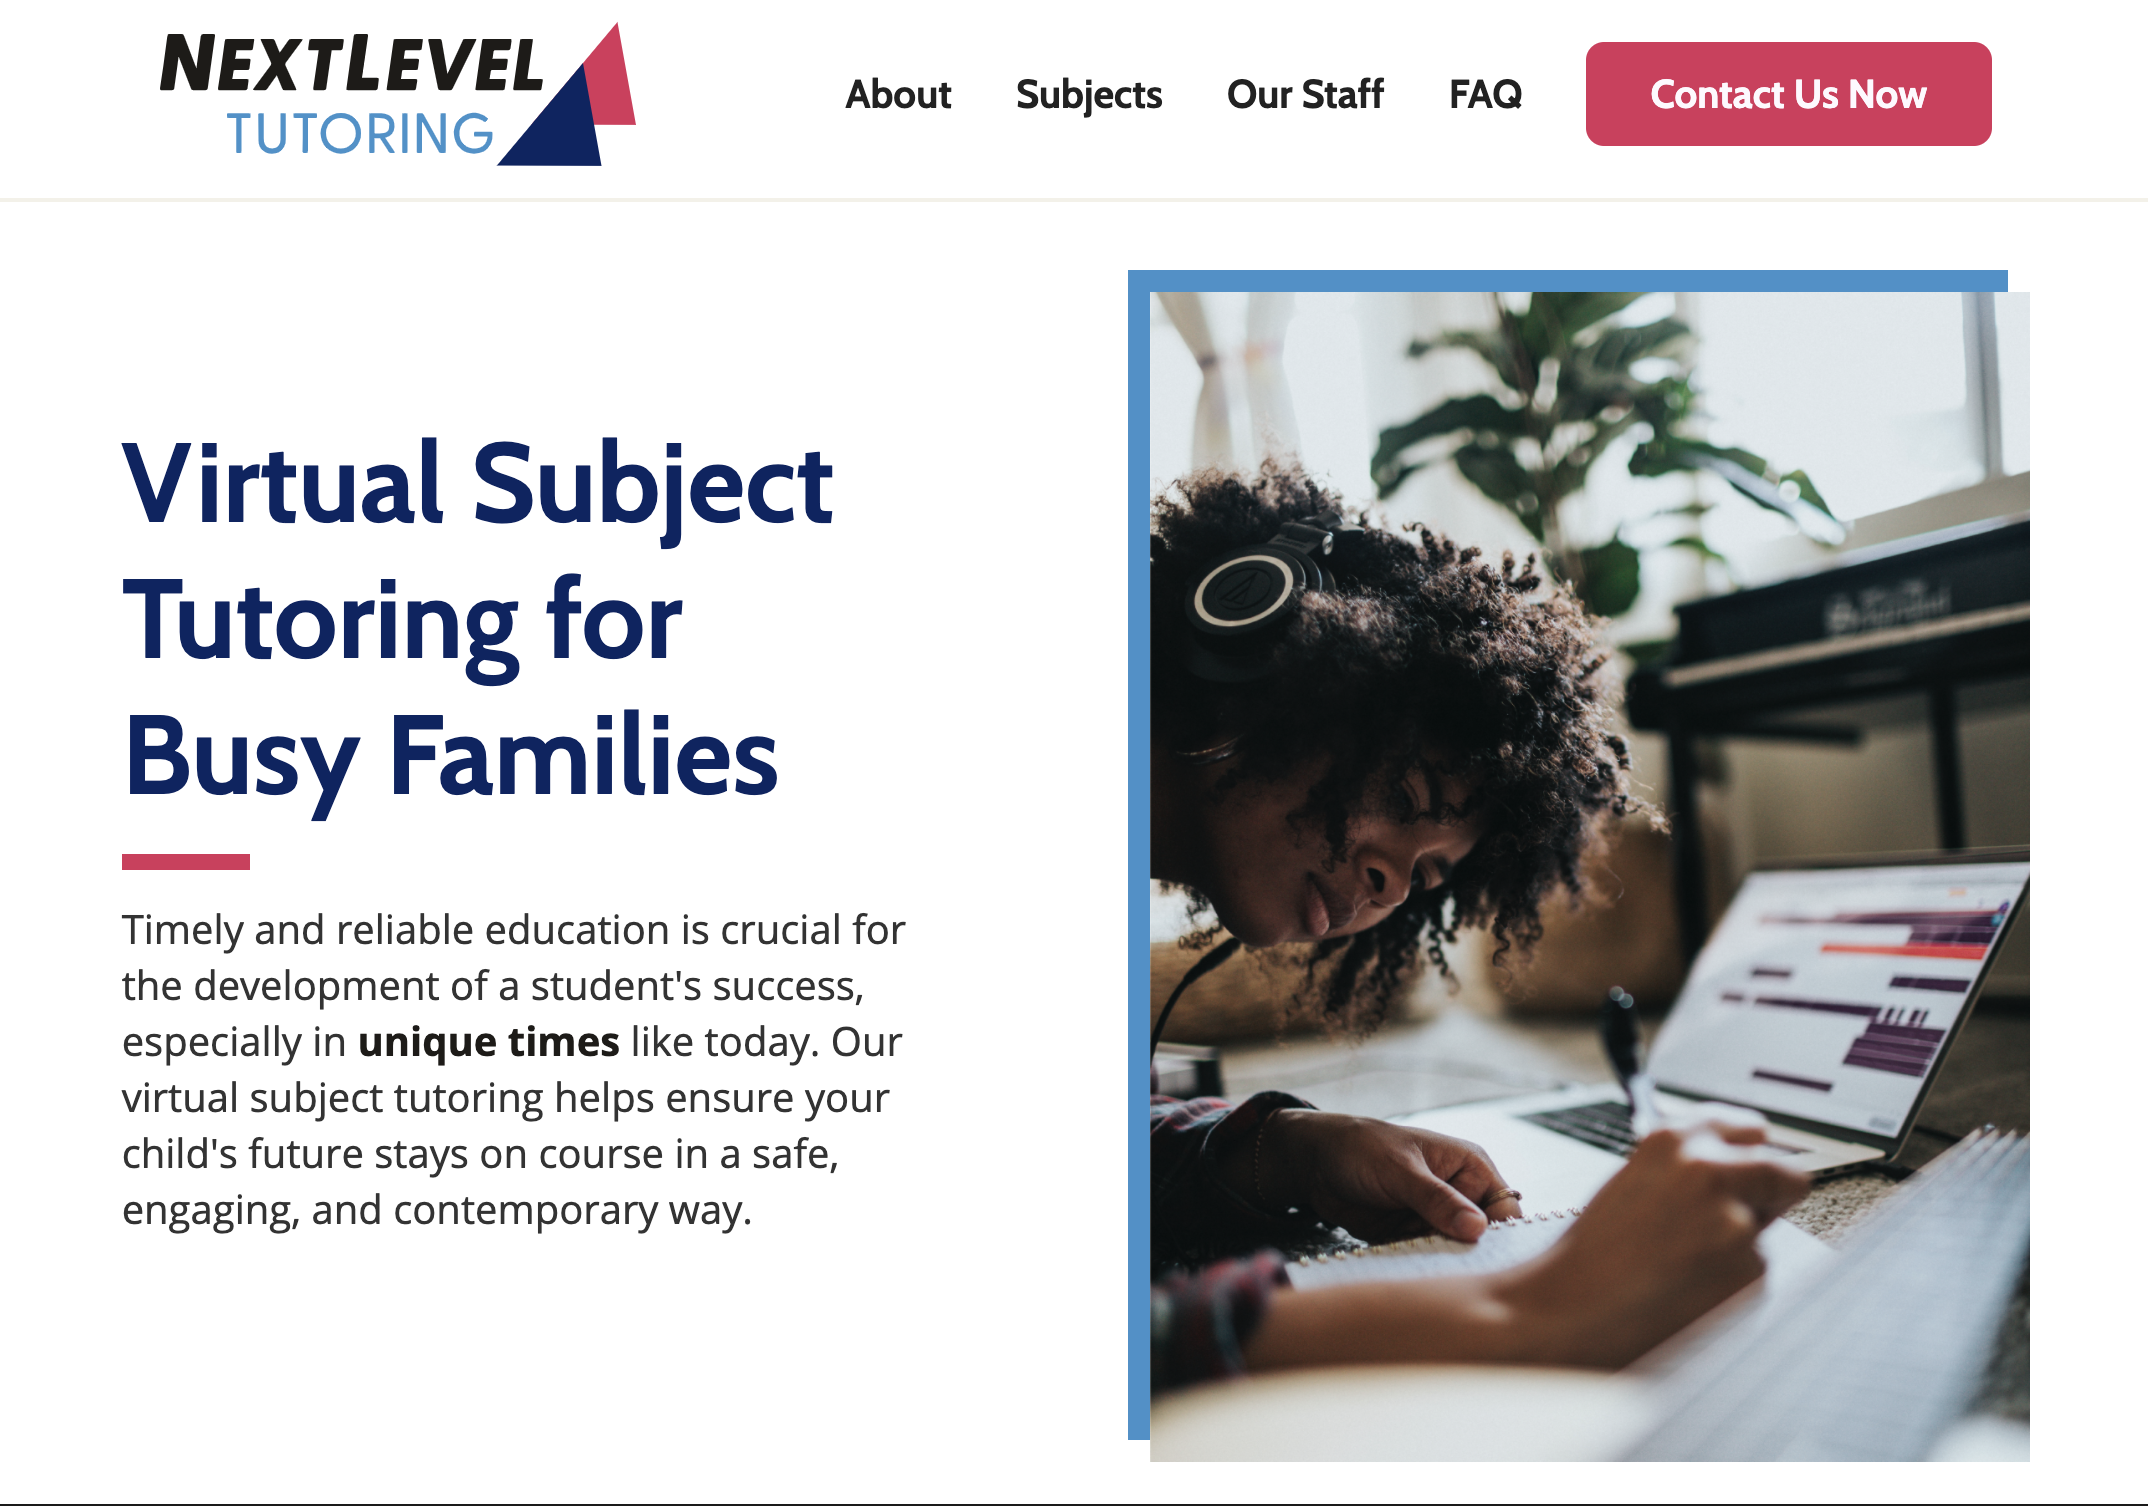 NEXTLEVEL
TUTORING
About Subjects Our Staff FAQ Contact Us Now
Virtual Subject
Tutoring for
Busy Families
Timely and reliable education is crucial for
the development of a student's success,
especially in unique times like today. Our
virtual subject tutoring helps ensure your
child's future stays on course in a safe,
engaging, and contemporary way.